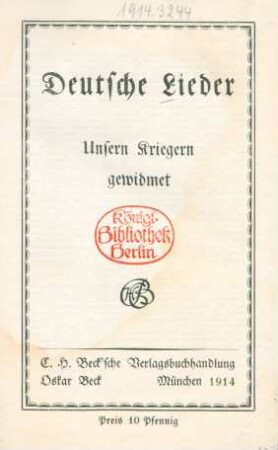 1914.3244
Deutsche Lieder
Unsern Kriegern
gewidmet
Königl.
Bibliothek
Berlin
C. H. Beck'sche Verlagsbuchhandlung
Oskar Beck München 1914
Preis 10 Pfennig